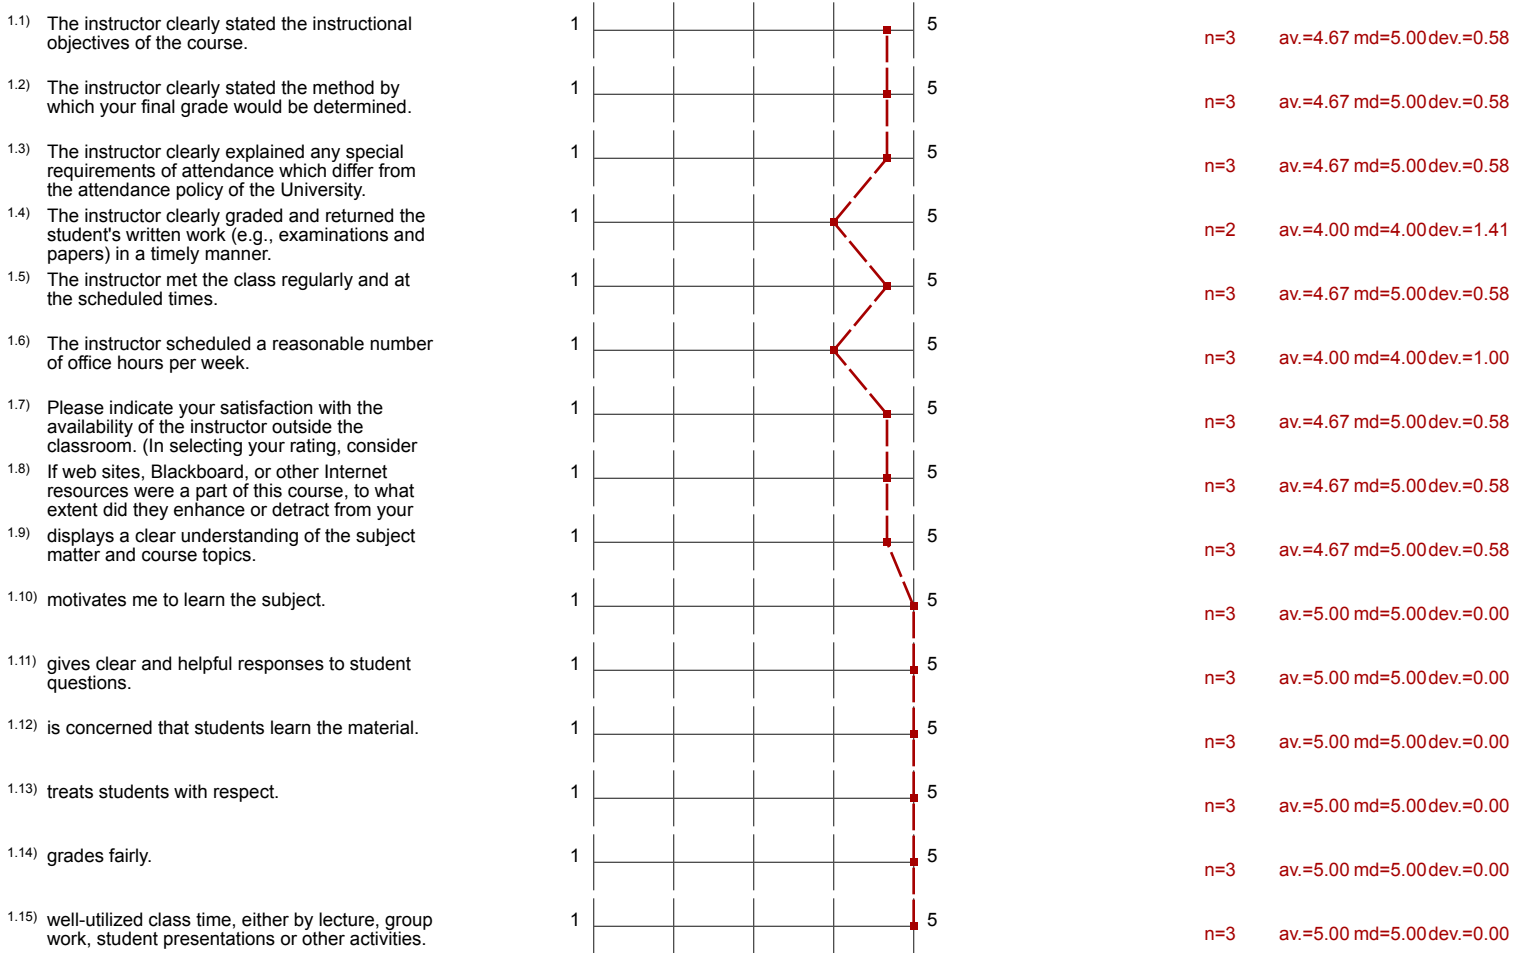 1.1) The instructor clearly stated the instructional 1 5
objectives of the course. n=3 av.=4.67 md=5.00 dev.=0.58
1.2) The instructor clearly stated the method by 1 5
which your final grade would be determined. n=3 av.=4.67 md=5.00 dev.=0.58
1.3) The instructor clearly explained any special 1 5
requirements of attendance which differ from n=3 av.=4.67 md=5.00 dev.=0.58
the attendance policy of the University.
1.4) The instructor clearly graded and returned the 1 5
student's written work (e.g., examinations and n=2 av.=4.00 md=4.00 dev.=1.41
papers) in a timely manner.
1.5) The instructor met the class regularly and at 1 5
the scheduled times. n=3 av.=4.67 md=5.00 dev.=0.58
1.6) The instructor scheduled a reasonable number 1 5
of office hours per week. n=3 av.=4.00 md=4.00 dev.=1.00
1.7) Please indicate your satisfaction with the 1 5
availability of the instructor outside the n=3 av.=4.67 md=5.00 dev.=0.58
classroom. (In selecting your rating, consider
1.8) If web sites, Blackboard, or other Internet 1 5
resources were a part of this course, to what n=3 av.=4.67 md=5.00 dev.=0.58
extent did they enhance or detract from your
1.9) displays a clear understanding of the subject 1 5
matter and course topics. n=3 av.=4.67 md=5.00 dev.=0.58
1.10) motivates me to learn the subject. 1 5
n=3 av.=5.00 md=5.00 dev.=0.00
1.11) gives clear and helpful responses to student 1 5
questions. n=3 av.=5.00 md=5.00 dev.=0.00
1.12) is concerned that students learn the material. 1 5
n=3 av.=5.00 md=5.00 dev.=0.00
1.13) treats students with respect. 1 5
n=3 av.=5.00 md=5.00 dev.=0.00
1.14) grades fairly. 1 5
n=3 av.=5.00 md=5.00 dev.=0.00
1.15) well-utilized class time, either by lecture, group 1 5
work, student presentations or other activities. n=3 av.=5.00 md=5.00 dev.=0.00